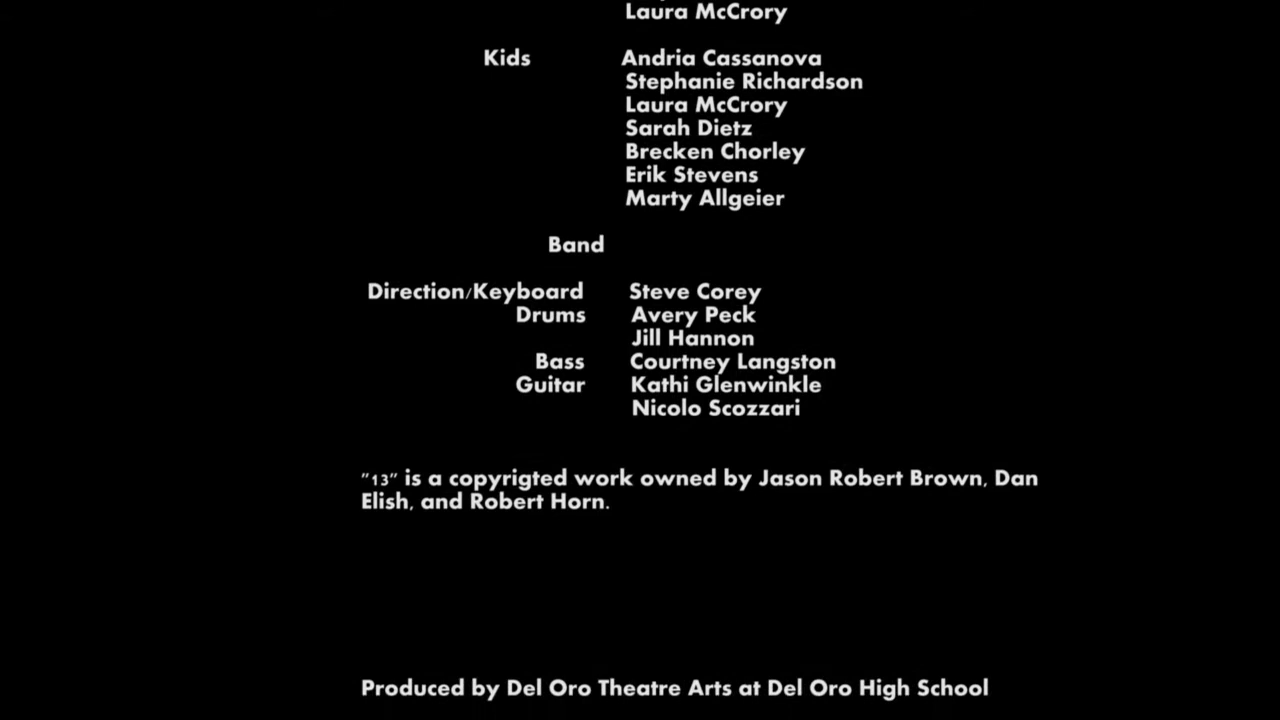 Laura McCrory
Kids Andria Cassanova
Stephanie Richardson
Laura McCrory
Sarah Dietz
Brecken Chorley
Erik Stevens
Marty Allgeier
Band
Direction/Keyboard Steve Corey
Drums Avery Peck
Jill Hannon
Bass Courtney Langston
Guitar Kathi Glenwinkle
Nicolo Scozzari
"13" is a copyrigted work owned by Jason Robert Brown, Dan
Elish, and Robert Horn.
Produced by Del Oro Theatre Arts at Del Oro High School